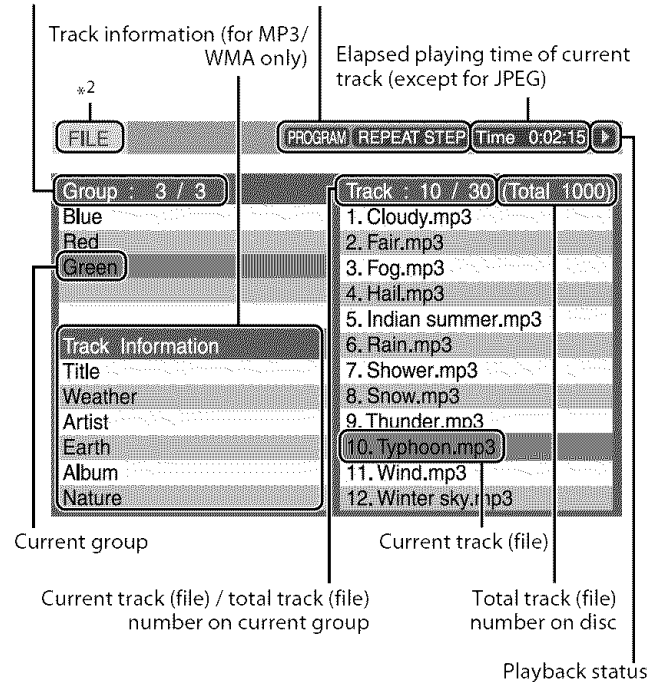 Track information (for MP3/
WMA only)
Elapsed playing time of current
track (except for JPEG)
*2
FILE
PROGRAM REPEAT STEP Time 0:02:15
Group : 3 / 3
Track : 10 / 30 (Total 1000)
Blue
Red
Green
Track Information
Title
Weather
Artist
Earth
Album
Nature
1. Cloudy.mp3
2. Fair.mp3
3. Fog.mp3
4. Hail.mp3
5. Indian summer.mp3
6. Rain.mp3
7. Shower.mp3
8. Snow.mp3
9. Thunder.mp3
10. Typhoon.mp3
11. Wind.mp3
12. Winter sky.mp3
Current group
Current track (file)
Current track (file) / total track (file)
number on current group
Total track (file)
number on disc
Playback status